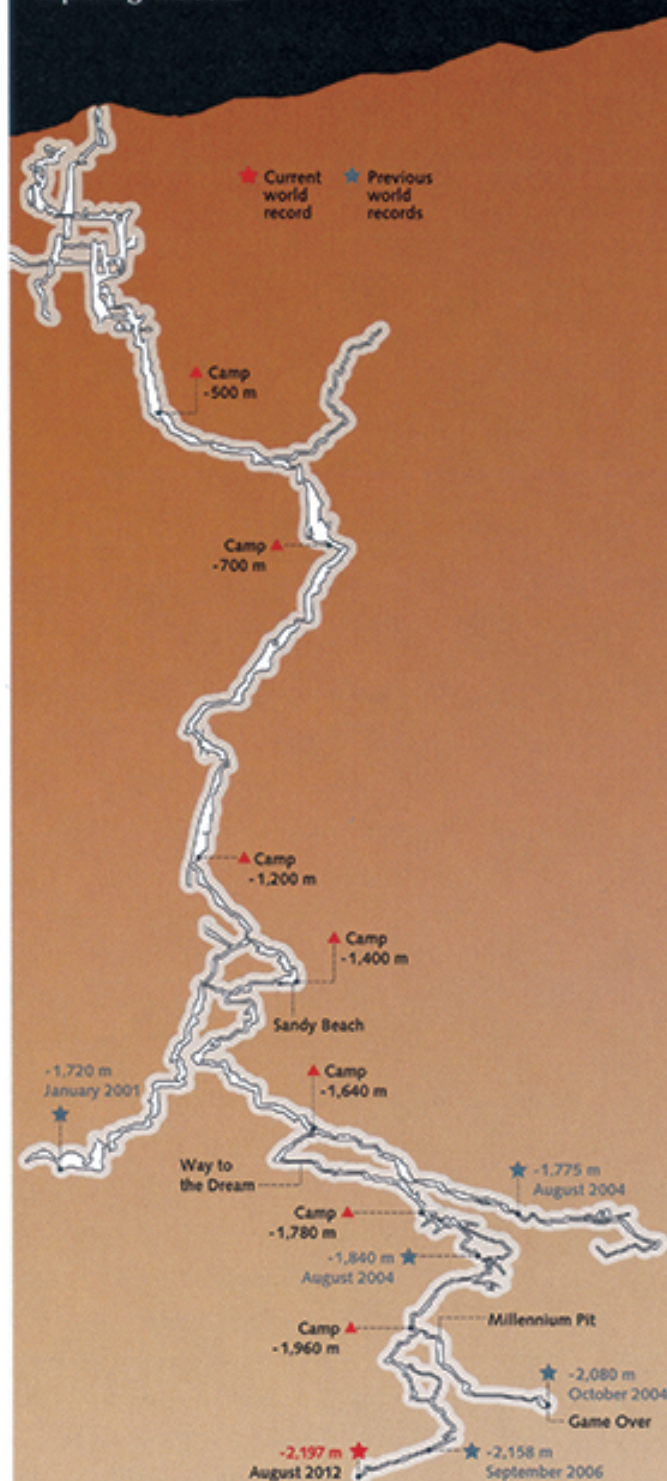 Current
world
record
Previous
world
records
Camp
-500 m
Camp
-700 m
Camp
-1,200 m
Camp
-1,400 m
Sandy Beach
-1,720 m
January 2001
Camp
-1,640 m
Way to
the Dream
-1,775 m
August 2004
Camp
-1,780 m
-1,840 m
August 2004
Millennium Pit
Camp
-1,960 m
-2,080 m
October 2004
Game Over
-2,197 m
August 2012
-2,158 m
September 2006